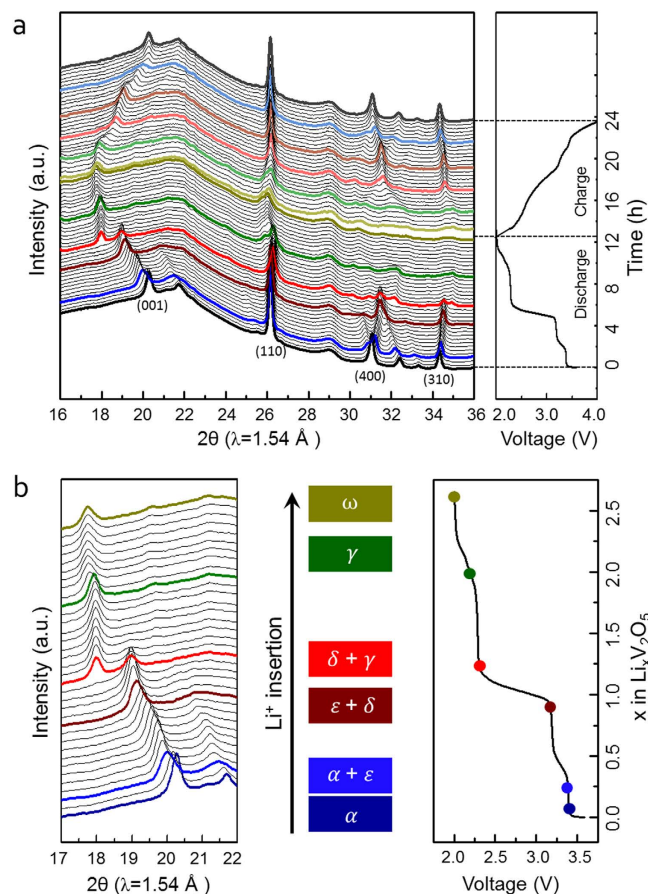 a
Intensity (a.u.)
(001)
(110)
(400)
(310)
16 18 20 22 24 26 28 30 32 34 36
2θ (λ=1.54 Å )
Discharge
Charge
0 4 8 12 16 20 24
Time (h)
2.0 3.0 4.0
Voltage (V)
b
Intensity (a.u.)
17 18 19 20 21 22
2θ (λ=1.54 Å )
Li⁺ insertion
ω
γ
δ + γ
ε + δ
α + ε
α
0.0 0.5 1.0 1.5 2.0 2.5
x in LiₓV₂O₅
2.0 2.5 3.0 3.5
Voltage (V)